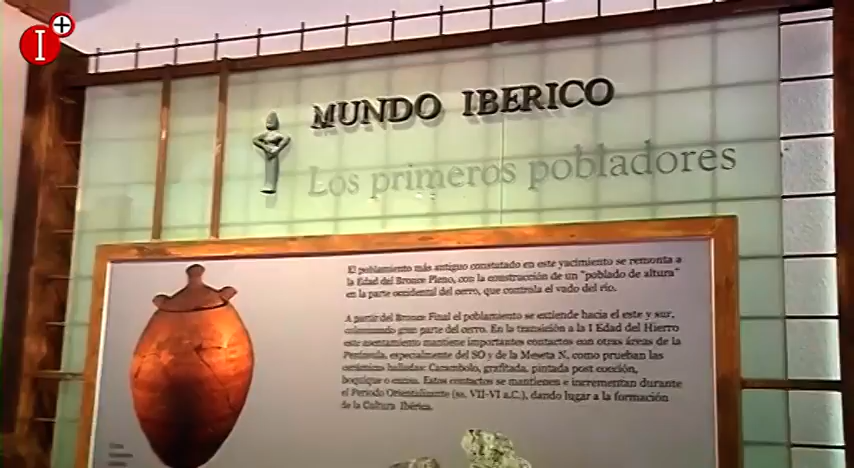 I +
MUNDO IBERICO
Los primeros pobladores
El poblamiento más antiguo constatado en este yacimiento se remonta a
la Edad del Bronce Pleno, con la construcción de un "poblado de altura"
en la parte occidental del cerro, que controla el vado del río.
A partir del Bronce Final el poblamiento se extiende hacia el este y sur,
colonizando gran parte del cerro. En la transición a la I Edad del Hierro
este asentamiento mantiene importantes contactos con otras áreas de la
Península, especialmente del SO y de la Meseta N, como prueban las
cerámicas halladas: Carambolo, grafitada, pintada post cocción,
boquique o excisa. Estos contactos se mantienen e incrementan durante
el Período Orientalizante (ss. VII-VI a.C.), dando lugar a la formación
de la Cultura Ibérica.